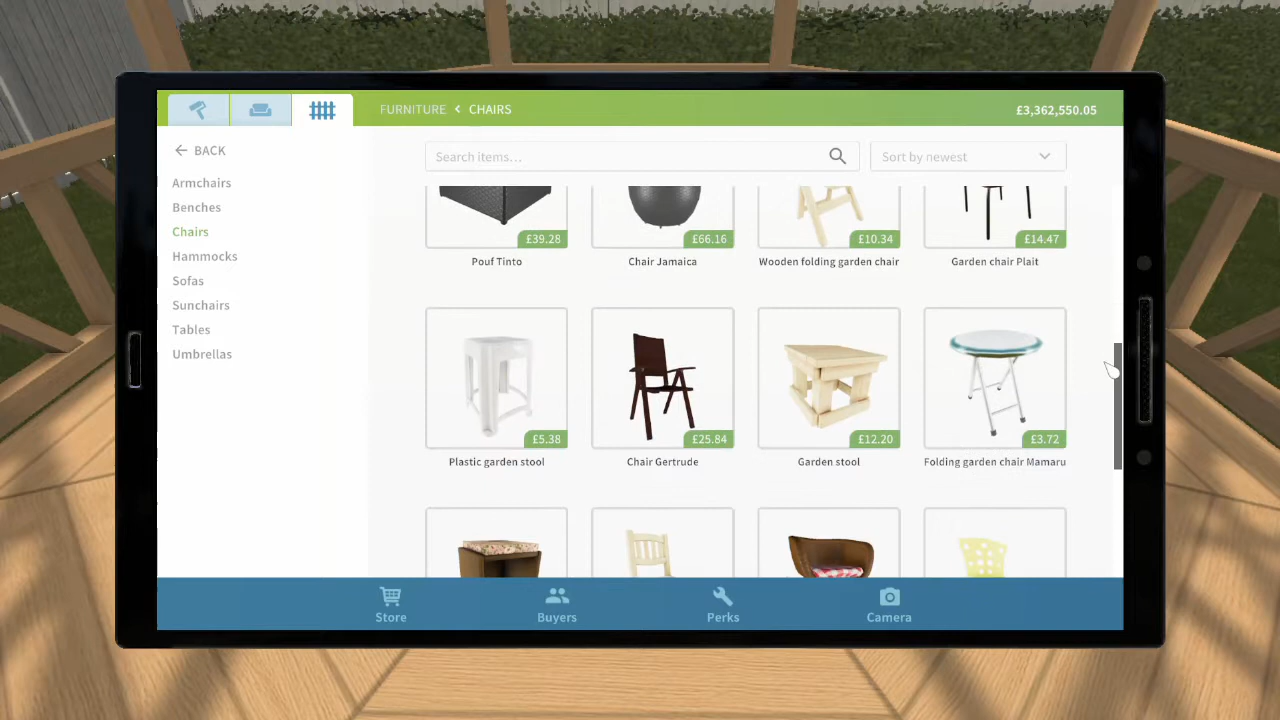 FURNITURE < CHAIRS
£3,362,550.05
BACK
Search items...
Sort by newest
Armchairs
Benches
Chairs
Hammocks
Sofas
Sunchairs
Tables
Umbrellas
£39.28
£66.16
£10.34
£14.47
Pouf Tinto
Chair Jamaica
Wooden folding garden chair
Garden chair Plait
£5.38
£25.84
£12.20
£3.72
Plastic garden stool
Chair Gertrude
Garden stool
Folding garden chair Mamaru
Store
Buyers
Perks
Camera